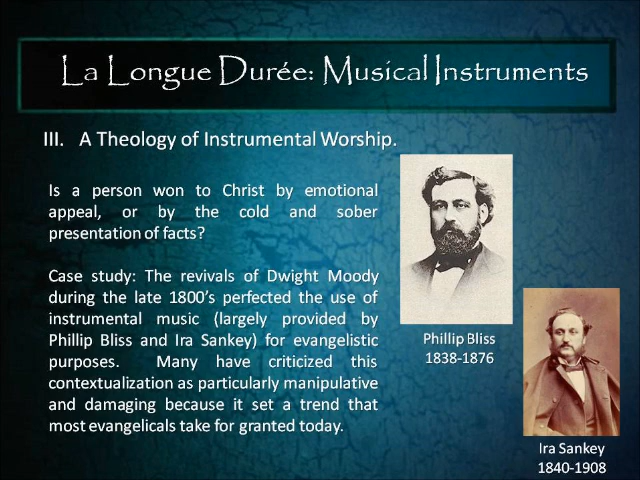 La Longue Durée: Musical Instruments
III. A Theology of Instrumental Worship.
Is a person won to Christ by emotional
appeal, or by the cold and sober
presentation of facts?
Case study: The revivals of Dwight Moody
during the late 1800’s perfected the use of
instrumental music (largely provided by
Phillip Bliss and Ira Sankey) for evangelistic
purposes. Many have criticized this
contextualization as particularly manipulative
and damaging because it set a trend that
most evangelicals take for granted today.
Phillip Bliss
1838-1876
Ira Sankey
1840-1908